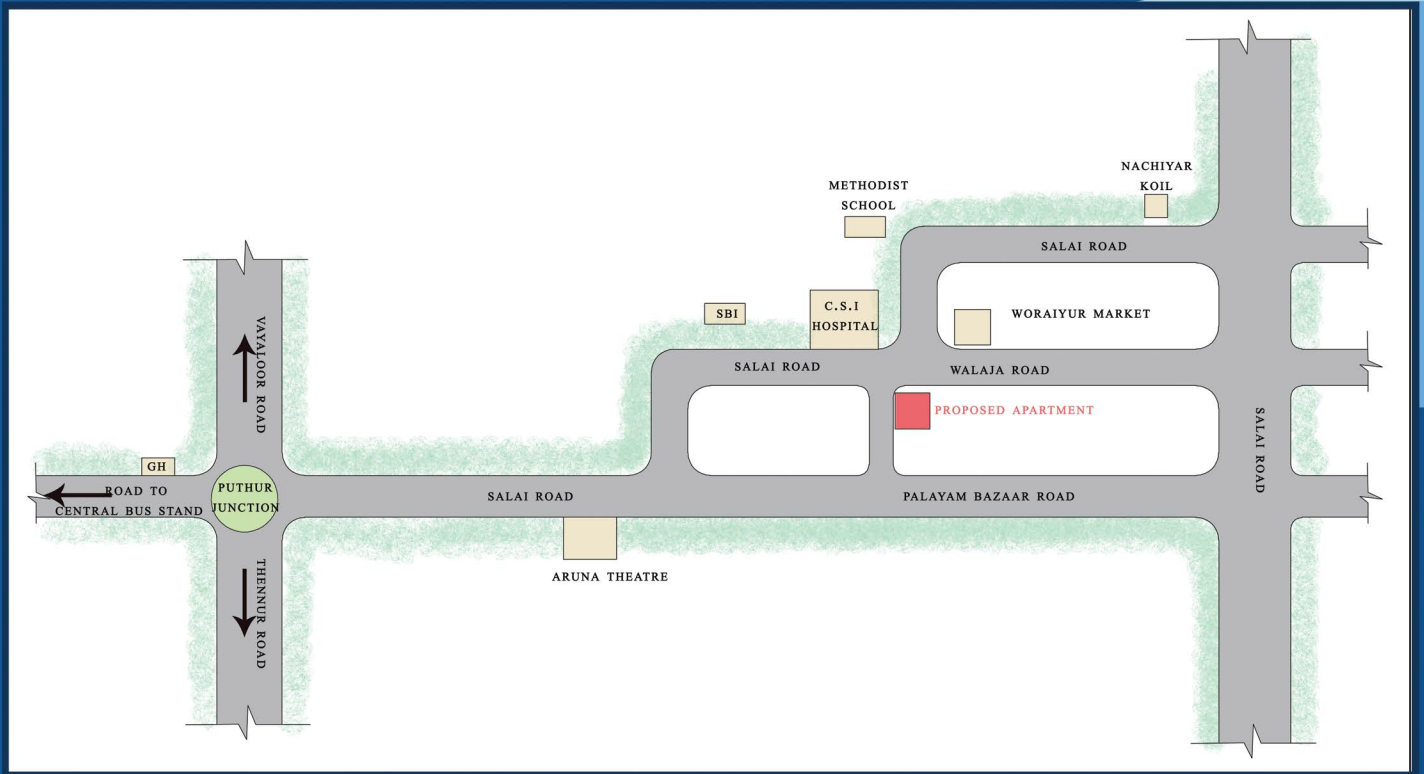 NACHIYAR
KOIL
METHODIST
SCHOOL
SALAI ROAD
C.S.I
HOSPITAL
SBI
WORAIYUR MARKET
VAYALOOR ROAD
SALAI ROAD
WALAJA ROAD
PROPOSED APARTMENT
SALAI ROAD
GH
ROAD TO
CENTRAL BUS STAND
PUTHUR
JUNCTION
SALAI ROAD
PALAYAM BAZAAR ROAD
ARUNA THEATRE
THENNUR ROAD